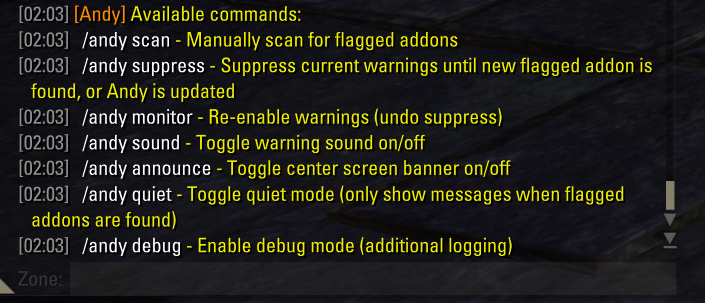 [02:03] [Andy] Available commands:
[02:03] /andy scan - Manually scan for flagged addons
[02:03] /andy suppress - Suppress current warnings until new flagged addon is
found, or Andy is updated
[02:03] /andy monitor - Re-enable warnings (undo suppress)
[02:03] /andy sound - Toggle warning sound on/off
[02:03] /andy announce - Toggle center screen banner on/off
[02:03] /andy quiet - Toggle quiet mode (only show messages when flagged
addons are found)
[02:03] /andy debug - Enable debug mode (additional logging)
Zone: